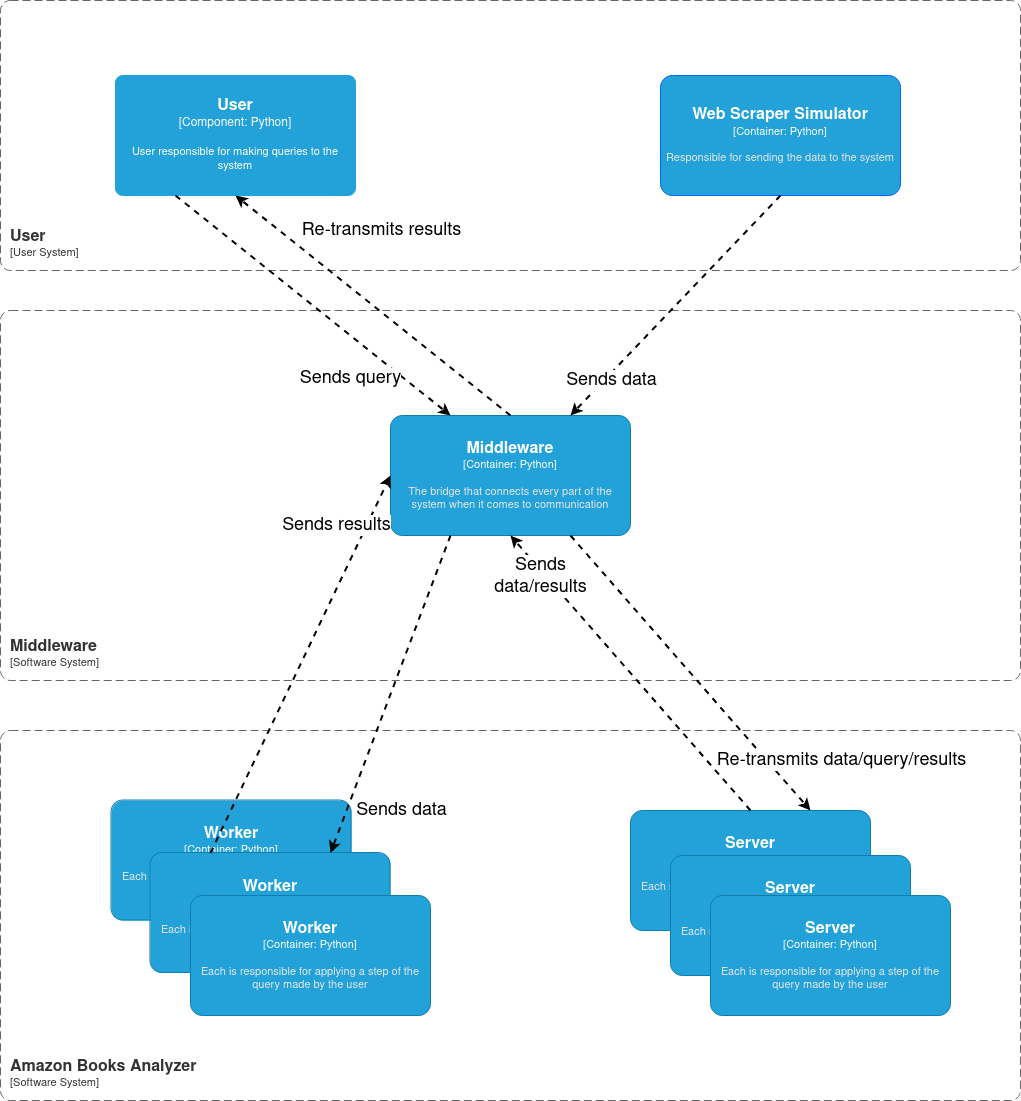 User
[Component: Python]
User responsible for making queries to the
system
Web Scraper Simulator
[Container: Python]
Responsible for sending the data to the system
Re-transmits results
User
[User System]
Sends query
Sends data
Middleware
[Container: Python]
The bridge that connects every part of the
system when it comes to communication
Sends results
Sends
data/results
Middleware
[Software System]
Re-transmits data/query/results
Sends data
Worker
[Container: Python]
Each
Worker
Each
Worker
[Container: Python]
Each is responsible for applying a step of the
query made by the user
Server
Each
Server
Each
Server
[Container: Python]
Each is responsible for applying a step of the
query made by the user
Amazon Books Analyzer
[Software System]